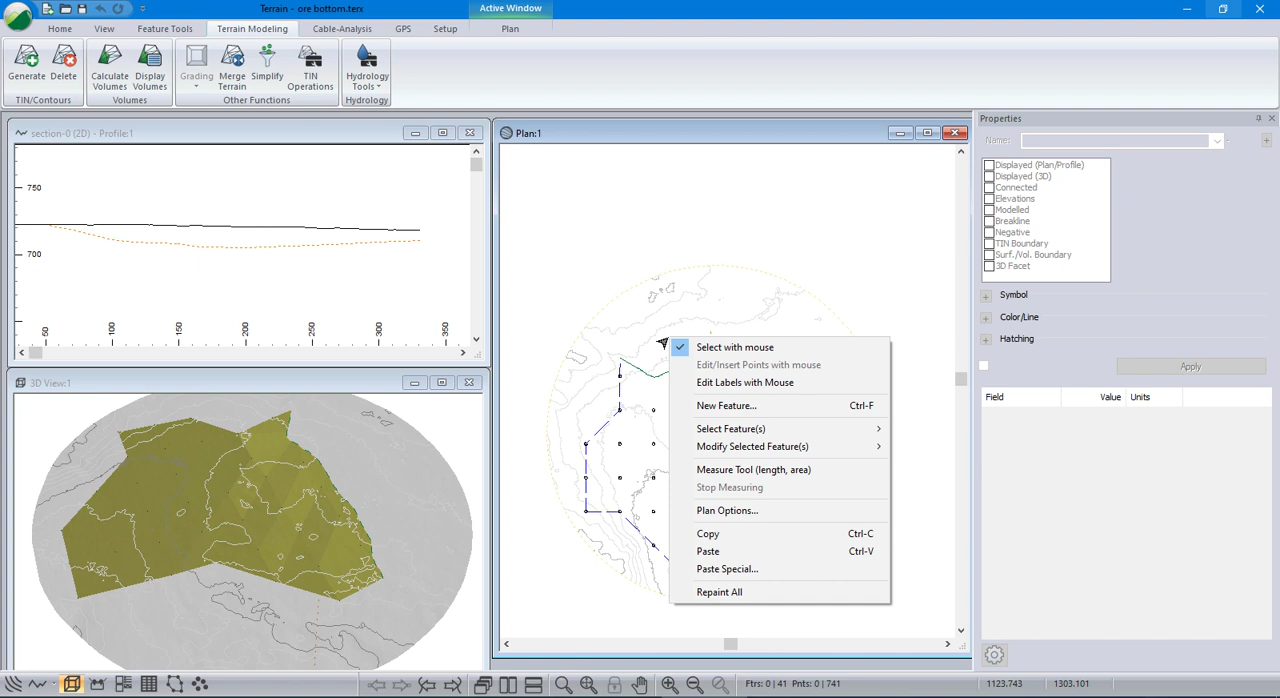 Terrain - ore bottom.terx
Active Window
Home View Feature Tools Terrain Modeling Cable-Analysis GPS Setup Plan
Generate Delete Calculate Volumes Display Volumes Grading Merge Terrain Simplify TIN Operations Hydrology Tools
TIN/Contours Volumes Other Functions Hydrology
section-0 (2D) - Profile:1
750
700
50 100 150 200 250 300 350
3D View:1
Plan:1
Select with mouse
Edit/Insert Points with mouse
Edit Labels with Mouse
New Feature... Ctrl-F
Select Feature(s)
Modify Selected Feature(s)
Measure Tool (length, area)
Stop Measuring
Plan Options...
Copy Ctrl-C
Paste Ctrl-V
Paste Special...
Repaint All
Properties
Name:
Displayed (Plan/Profile)
Displayed (3D)
Connected
Elevations
Modelled
Breakline
Negative
TIN Boundary
Surf./Vol. Boundary
3D Facet
Symbol
Color/Line
Hatching
Apply
Field Value Units
Ftrs: 0 | 41 Pnts: 0 | 741 1123.743 1303.101